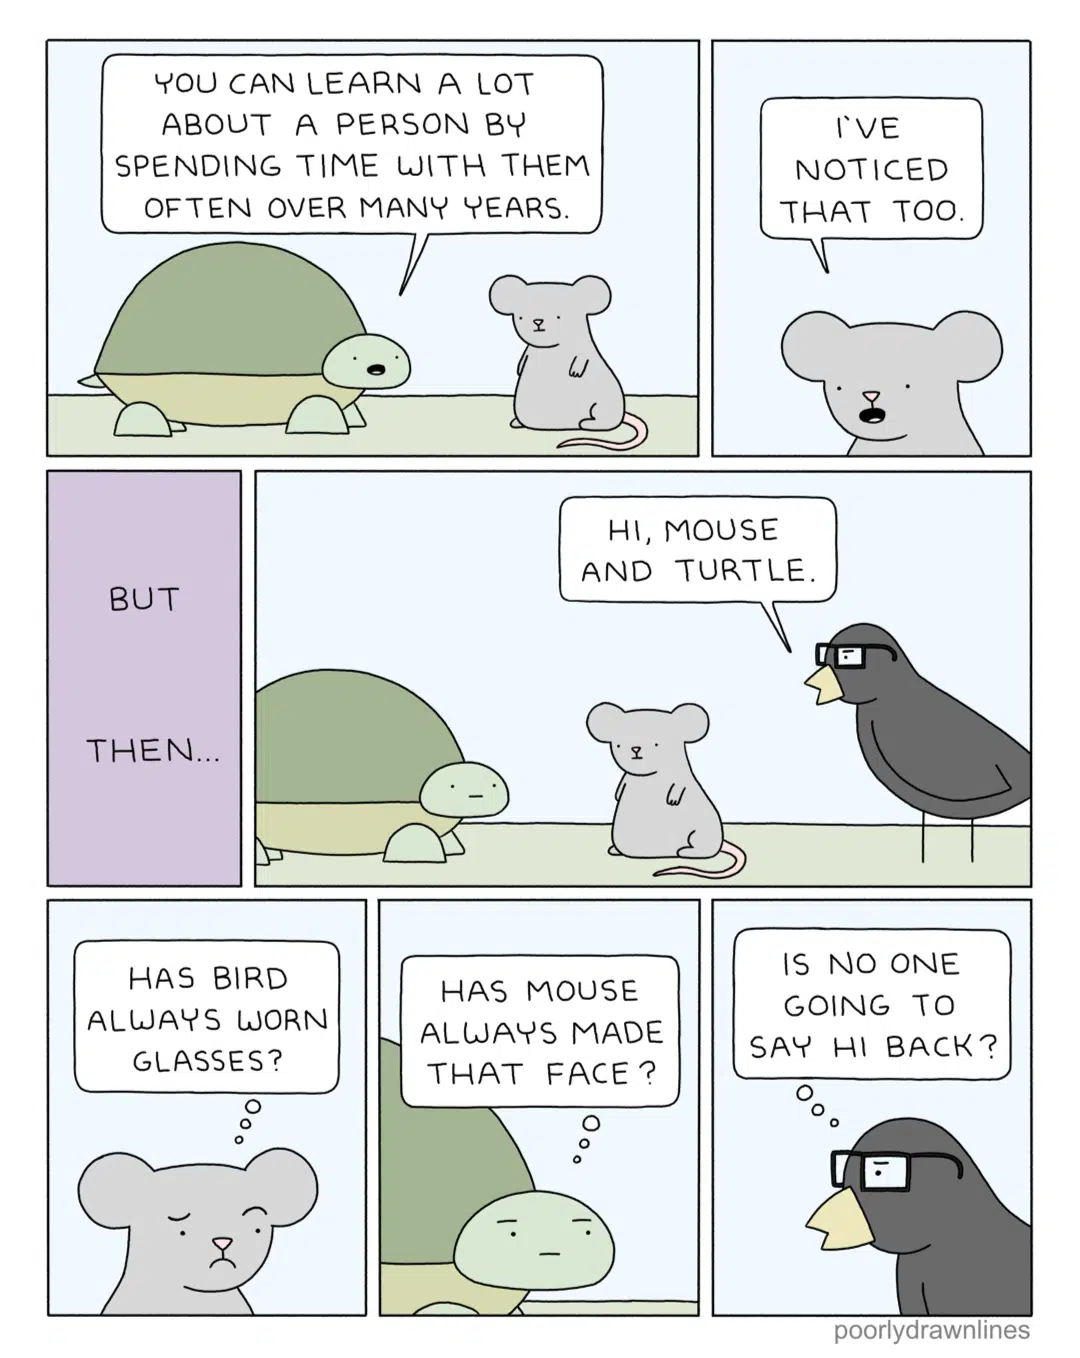 YOU CAN LEARN A LOT
ABOUT A PERSON BY
SPENDING TIME WITH THEM
OFTEN OVER MANY YEARS.
I'VE
NOTICED
THAT TOO.
BUT
THEN...
HI, MOUSE
AND TURTLE.
HAS BIRD
ALWAYS WORN
GLASSES?
HAS MOUSE
ALWAYS MADE
THAT FACE?
IS NO ONE
GOING TO
SAY HI BACK?
poorlydrawnlines